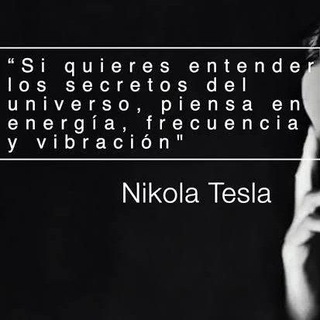 “Si quieres entender
los secretos del
universo, piensa en
energía, frecuencia
y vibración"
Nikola Tesla